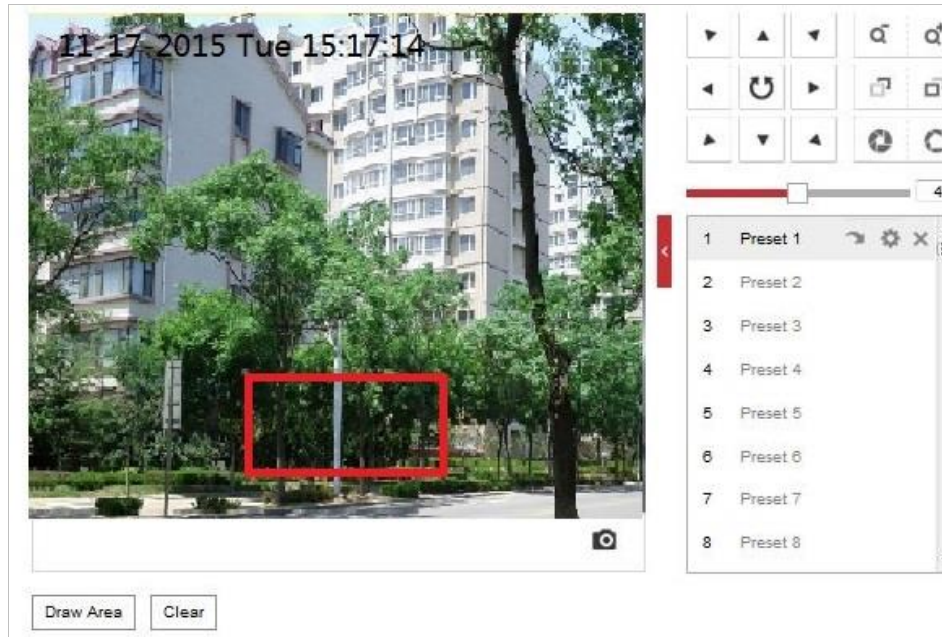 11-17-2015 Tue 15:17:14
4
1 Preset 1
2 Preset 2
3 Preset 3
4 Preset 4
5 Preset 5
6 Preset 6
7 Preset 7
8 Preset 8
Draw Area Clear